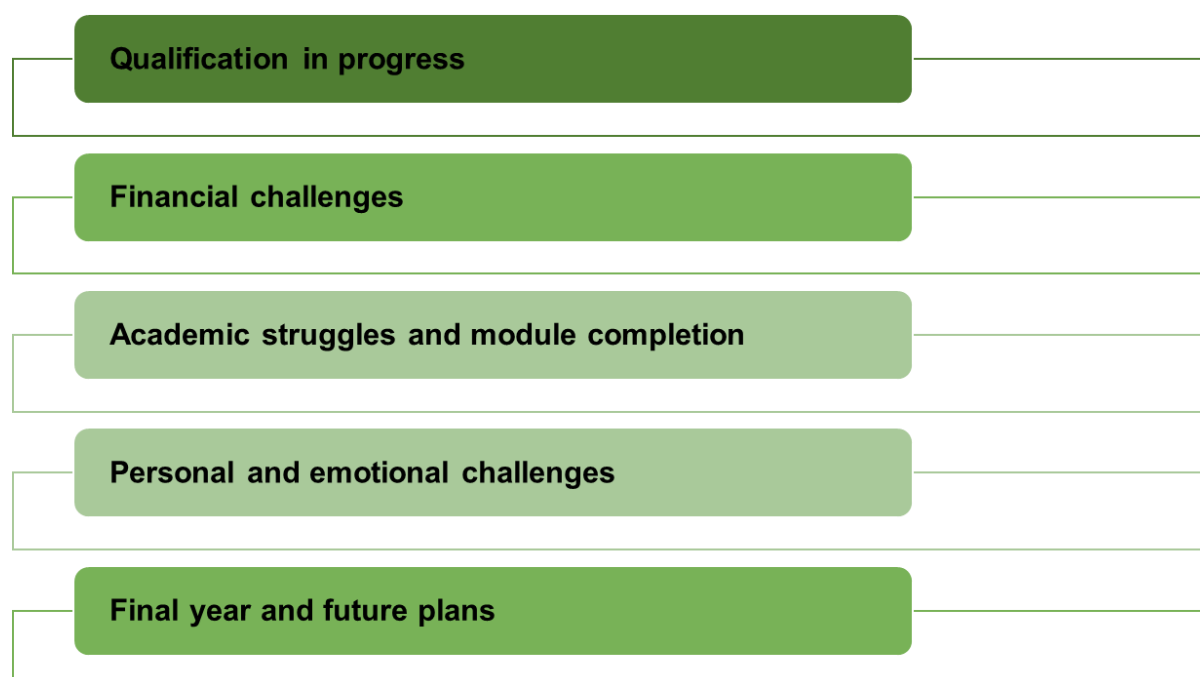 Qualification in progress
Financial challenges
Academic struggles and module completion
Personal and emotional challenges
Final year and future plans